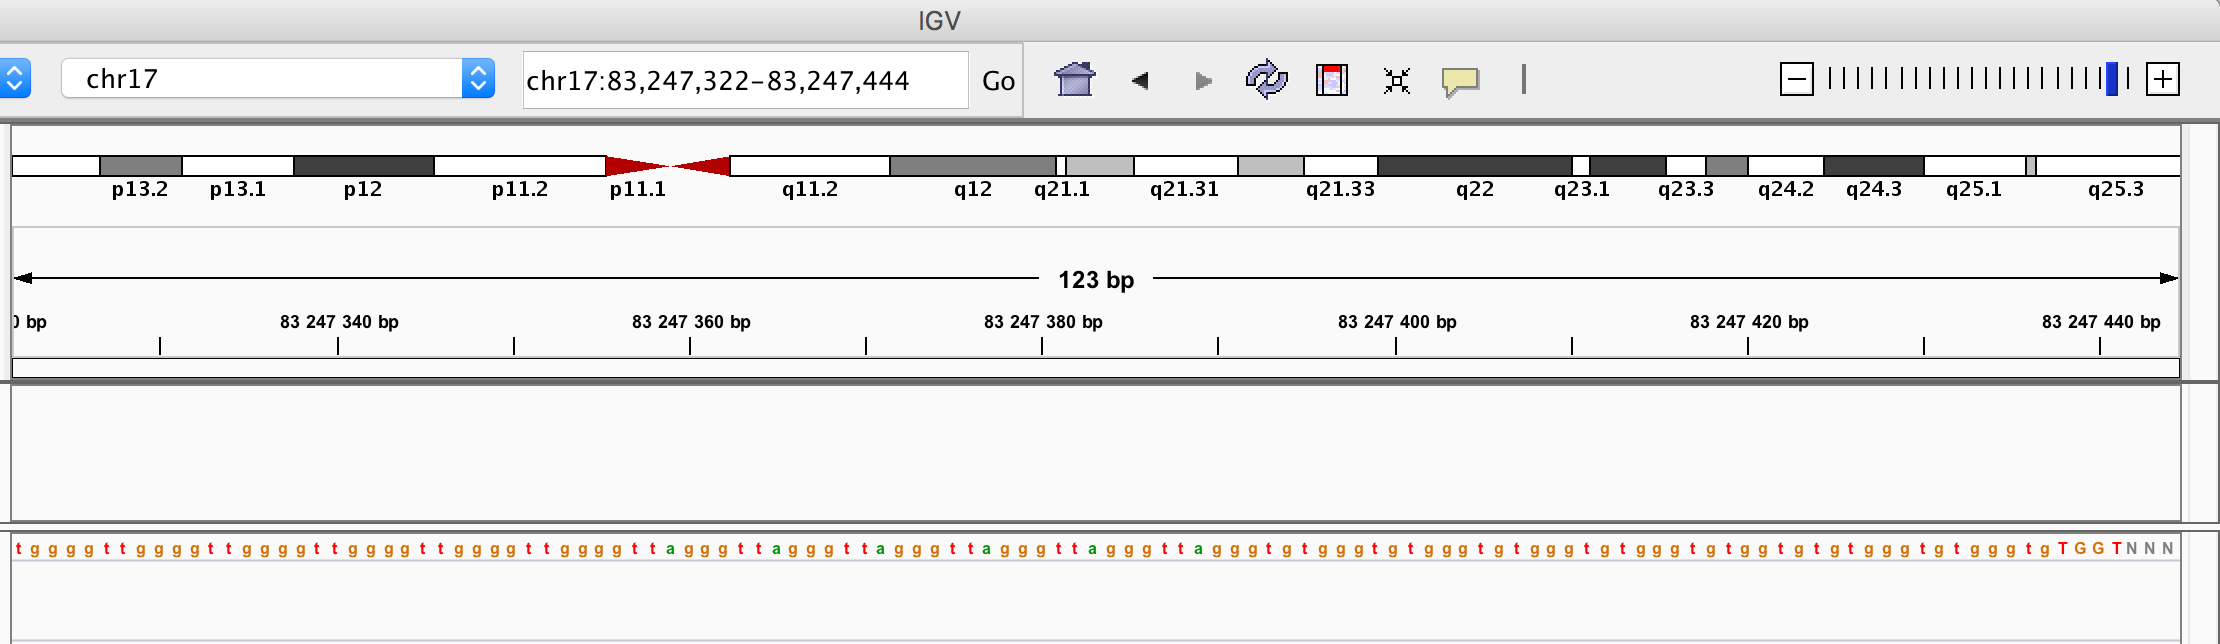 IGV
chr17 chr17:83,247,322-83,247,444 Go
p13.2 p13.1 p12 p11.2 p11.1 q11.2 q12 q21.1 q21.31 q21.33 q22 q23.1 q23.3 q24.2 q24.3 q25.1 q25.3
123 bp
0 bp 83 247 340 bp 83 247 360 bp 83 247 380 bp 83 247 400 bp 83 247 420 bp 83 247 440 bp
t g g g g t t g g g g t t g g g g t t g g g g t t g g g g t t g g g g t t a g g g t t a g g g t t a g g g t t a g g g t t a g g g t t a g g g t g t g g g t g t g g g t g t g g g t g t g g g t g t g g t g t g t g g g t g t g g g t g T G G T N N N